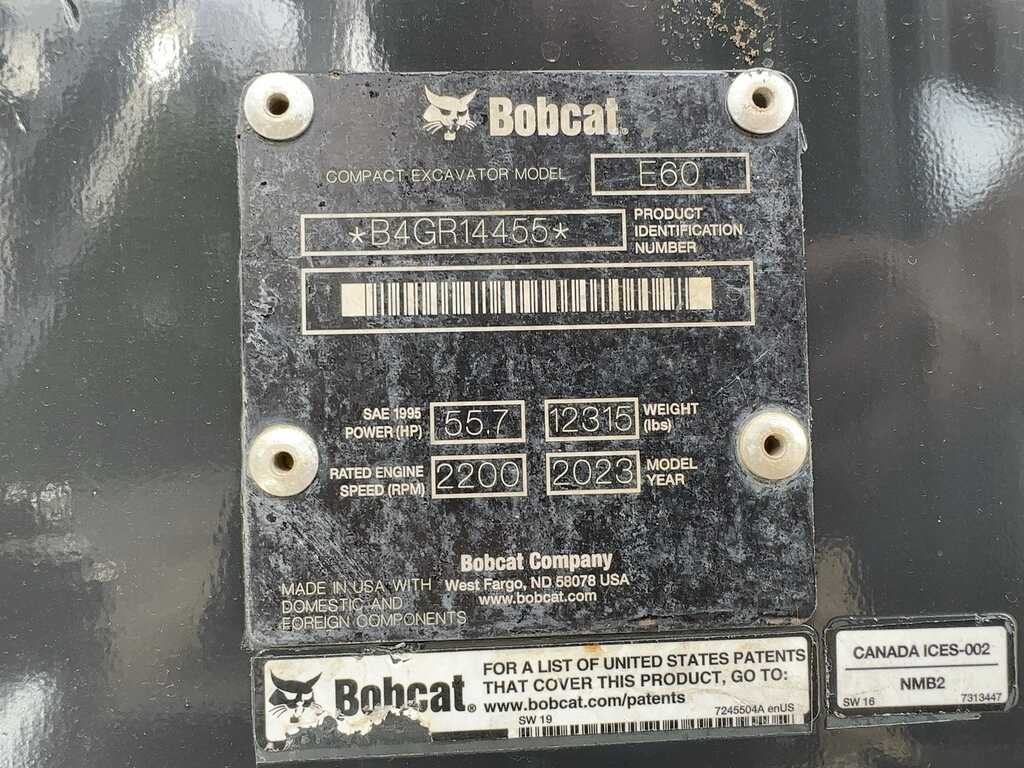 Bobcat.
COMPACT EXCAVATOR MODEL E60
*B4GR14455*
PRODUCT
IDENTIFICATION
NUMBER
SAE 1995
POWER (HP) 55.7
12315 WEIGHT
(lbs)
RATED ENGINE
SPEED (RPM) 2200
2023 MODEL
YEAR
Bobcat Company
West Fargo, ND 58078 USA
www.bobcat.com
MADE IN USA WITH
DOMESTIC AND
FOREIGN COMPONENTS
Bobcat.
FOR A LIST OF UNITED STATES PATENTS
THAT COVER THIS PRODUCT, GO TO:
www.bobcat.com/patents
SW 19
7245504A enUS
CANADA ICES-002
NMB2
SW 16
7313447